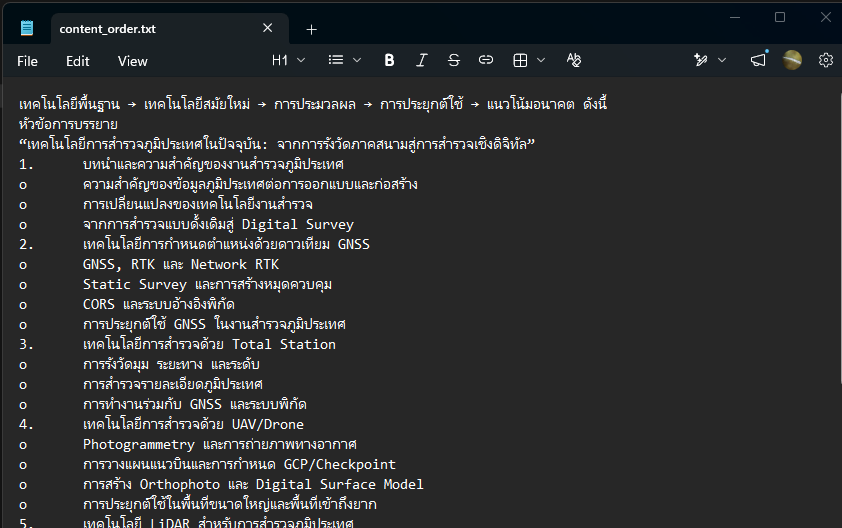 content_order.txt
File Edit View H1 B I S
เทคโนโลยีพื้นฐาน → เทคโนโลยีสมัยใหม่ → การประมวลผล → การประยุกต์ใช้ → แนวโน้มอนาคต ดังนี้
หัวข้อการบรรยาย
“เทคโนโลยีการสำรวจภูมิประเทศในปัจจุบัน: จากการรังวัดภาคสนามสู่การสำรวจเชิงดิจิทัล”
1. บทนำและความสำคัญของงานสำรวจภูมิประเทศ
o ความสำคัญของข้อมูลภูมิประเทศต่อการออกแบบและก่อสร้าง
o การเปลี่ยนแปลงของเทคโนโลยีงานสำรวจ
o จากการสำรวจแบบดั้งเดิมสู่ Digital Survey
2. เทคโนโลยีการกำหนดตำแหน่งด้วยดาวเทียม GNSS
o GNSS, RTK และ Network RTK
o Static Survey และการสร้างหมุดควบคุม
o CORS และระบบอ้างอิงพิกัด
o การประยุกต์ใช้ GNSS ในงานสำรวจภูมิประเทศ
3. เทคโนโลยีการสำรวจด้วย Total Station
o การรังวัดมุม ระยะทาง และระดับ
o การสำรวจรายละเอียดภูมิประเทศ
o การทำงานร่วมกับ GNSS และระบบพิกัด
4. เทคโนโลยีการสำรวจด้วย UAV/Drone
o Photogrammetry และการถ่ายภาพทางอากาศ
o การวางแผนแนวบินและการกำหนด GCP/Checkpoint
o การสร้าง Orthophoto และ Digital Surface Model
o การประยุกต์ใช้ในพื้นที่ขนาดใหญ่และพื้นที่เข้าถึงยาก
5. เทคโนโลยี LiDAR สำหรับการสำรวจภูมิประเทศ